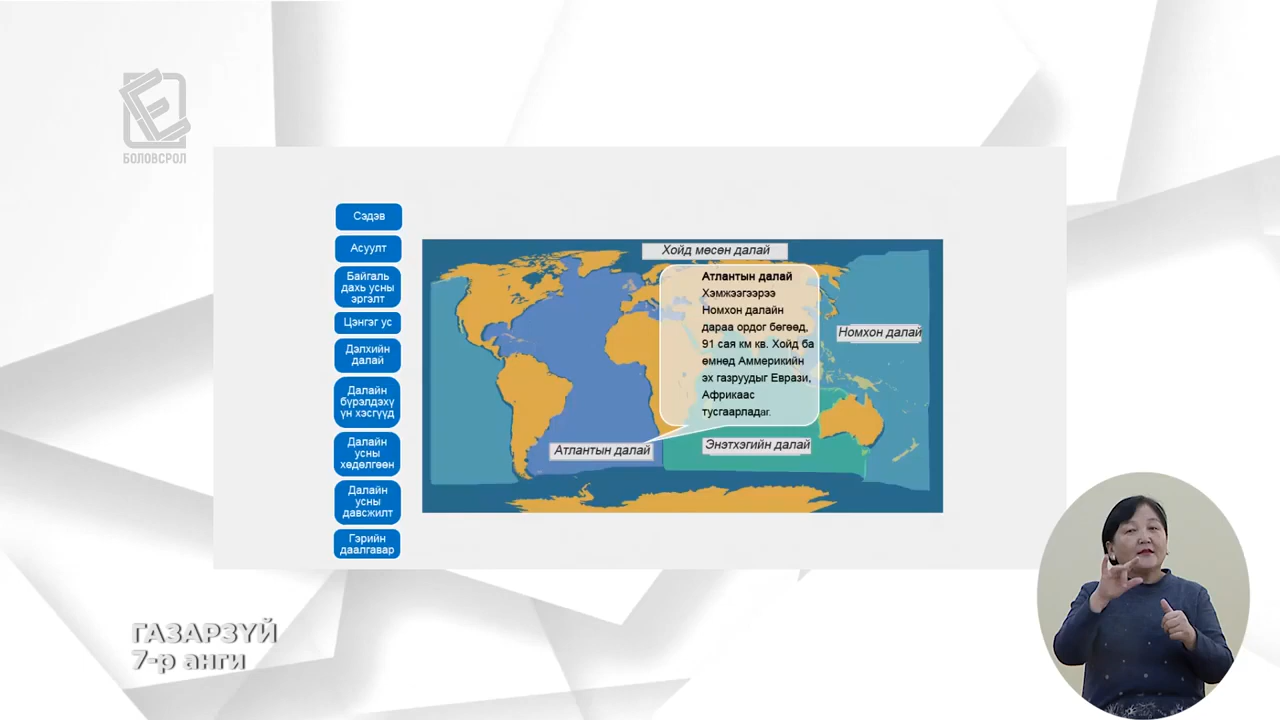 БОЛОВСРОЛ
Сэдэв
Асуулт
Байгаль
дахь усны
эргэлт
Цэнгэг ус
Дэлхийн
далай
Далайн
бүрэлдэхү
үн хэсгүүд
Далайн
усны
хөдөлгөөн
Далайн
усны
давсжилт
Гэрийн
даалгавар
Хойд мөсөн далай
Атлантын далай
Хэмжээгээрээ
Номхон далайн
дараа ордог бөгөөд,
91 сая км кв. Хойд ба
өмнөд Аммерикийн
эх газруудыг Еврази,
Африкаас
тусгаарладаг.
Номхон далай
Атлантын далай
Энэтхэгийн далай
ГАЗАРЗҮЙ
7-р анги